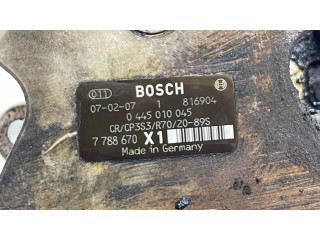 011 BOSCH
07-02-07 1 816904
0 445 010 045
CR/CP3S3/R70/20-89S
7 788 670 X1
Made in Germany